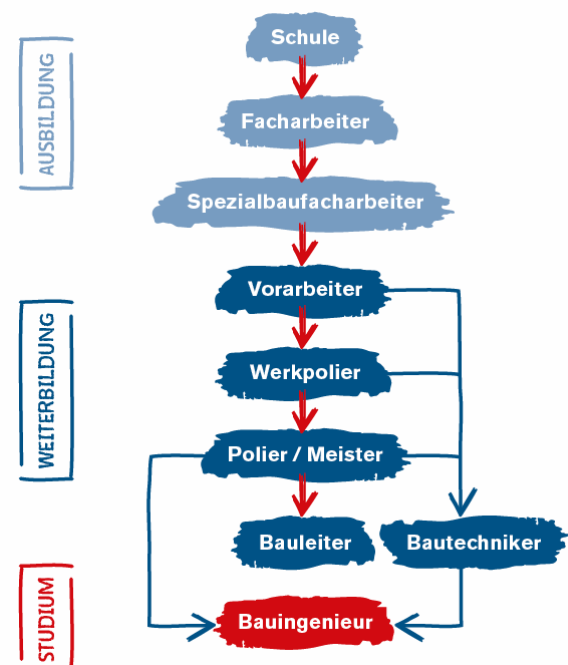 AUSBILDUNG
Schule
Facharbeiter
Spezialbaufacharbeiter
WEITERBILDUNG
Vorarbeiter
Werkpolier
Polier / Meister
Bauleiter
Bautechniker
STUDIUM
Bauingenieur